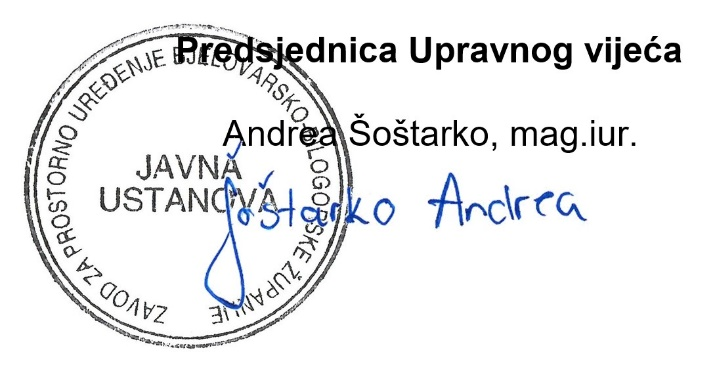 Predsjednica Upravnog vijeća
Andrea Šoštarko, mag.iur.
Šoštarko Andrea
ZAVOD ZA PROSTORNO UREĐENJE BJELOVARSKO-BILOGORSKE ŽUPANIJE
JAVNA
USTANOVA